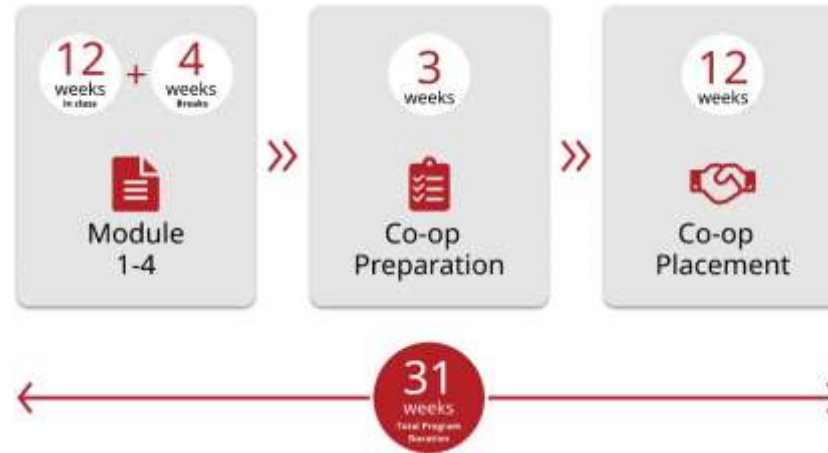 12
weeks
In class
+
4
weeks
Breaks
Module
1-4
3
weeks
Co-op
Preparation
12
weeks
Co-op
Placement
31
weeks
Total Program
Duration